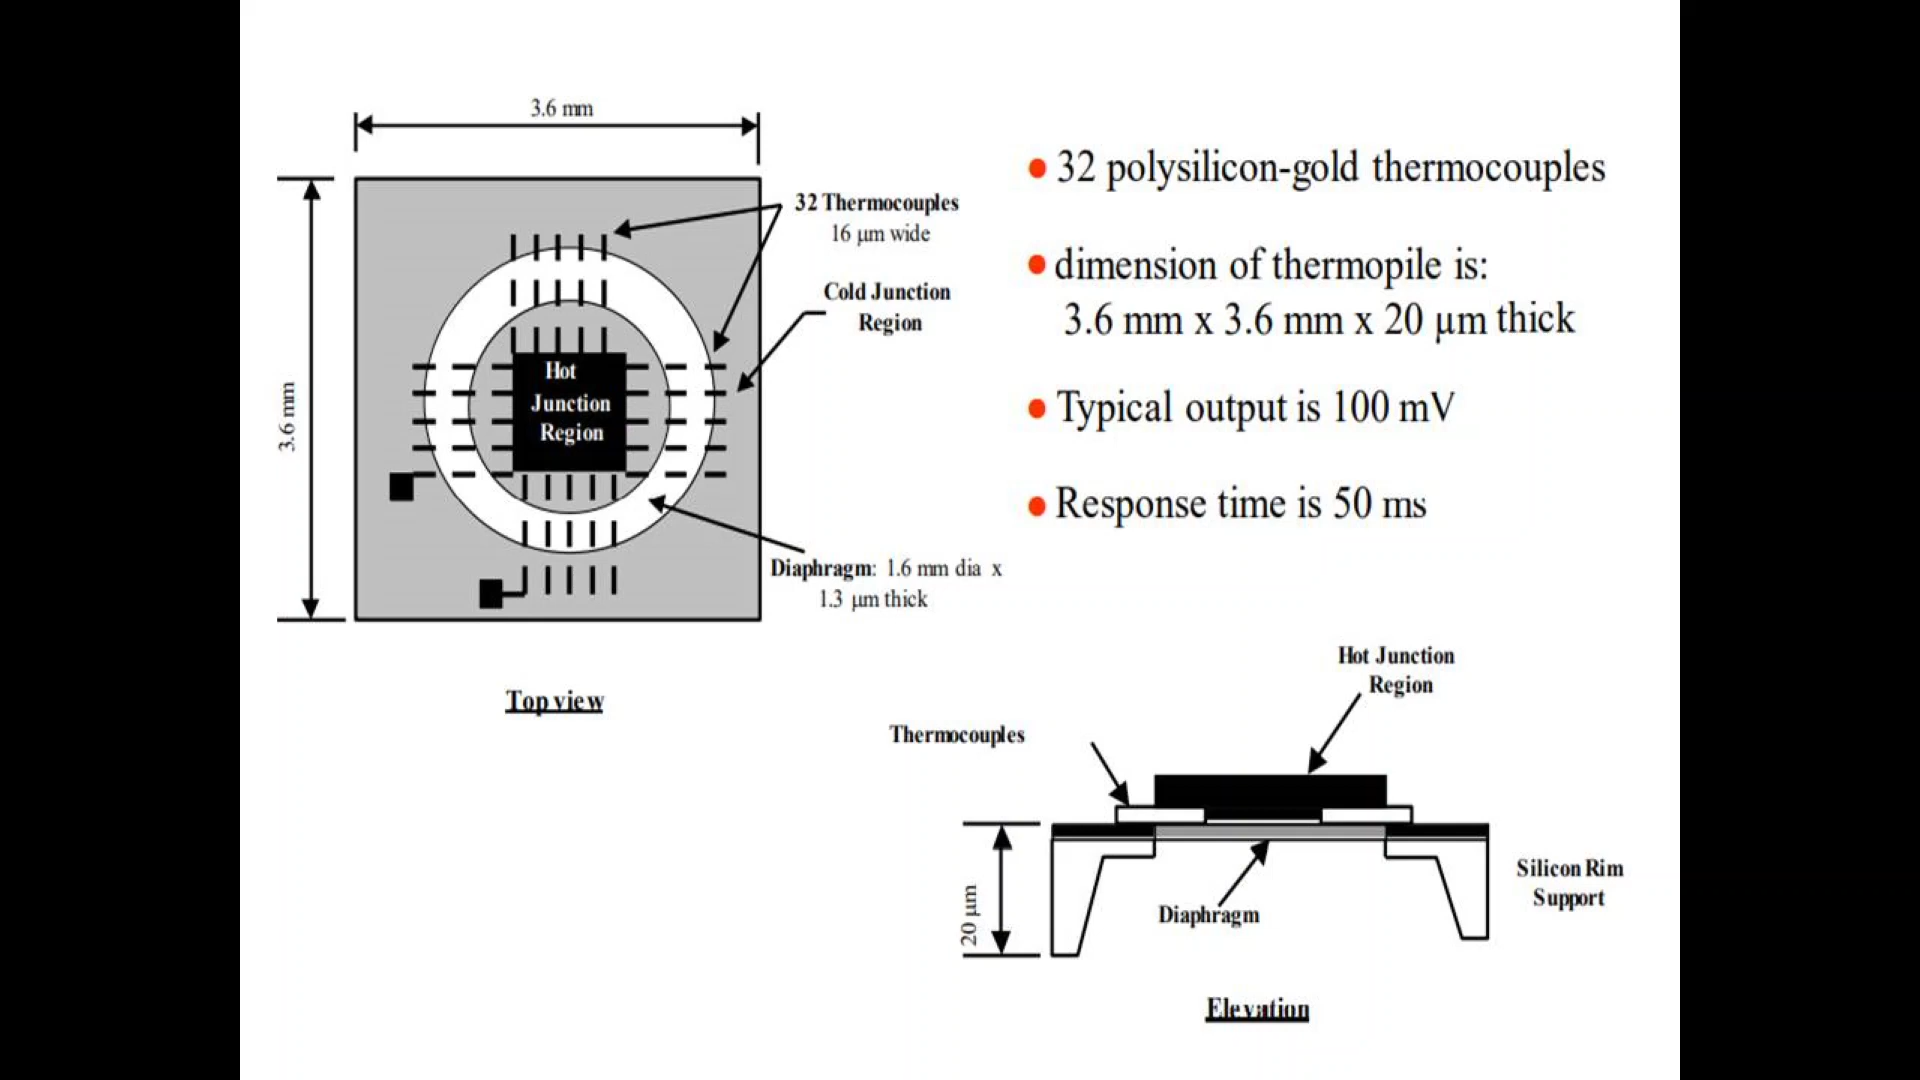 3.6 mm
3.6 mm
32 Thermocouples
16 μm wide
Cold Junction
Region
Hot
Junction
Region
Diaphragm: 1.6 mm dia x
1.3 μm thick
Top view
32 polysilicon-gold thermocouples
dimension of thermopile is:
3.6 mm x 3.6 mm x 20 μm thick
Typical output is 100 mV
Response time is 50 ms
Hot Junction
Region
Thermocouples
20 μm
Diaphragm
Silicon Rim
Support
Elevation